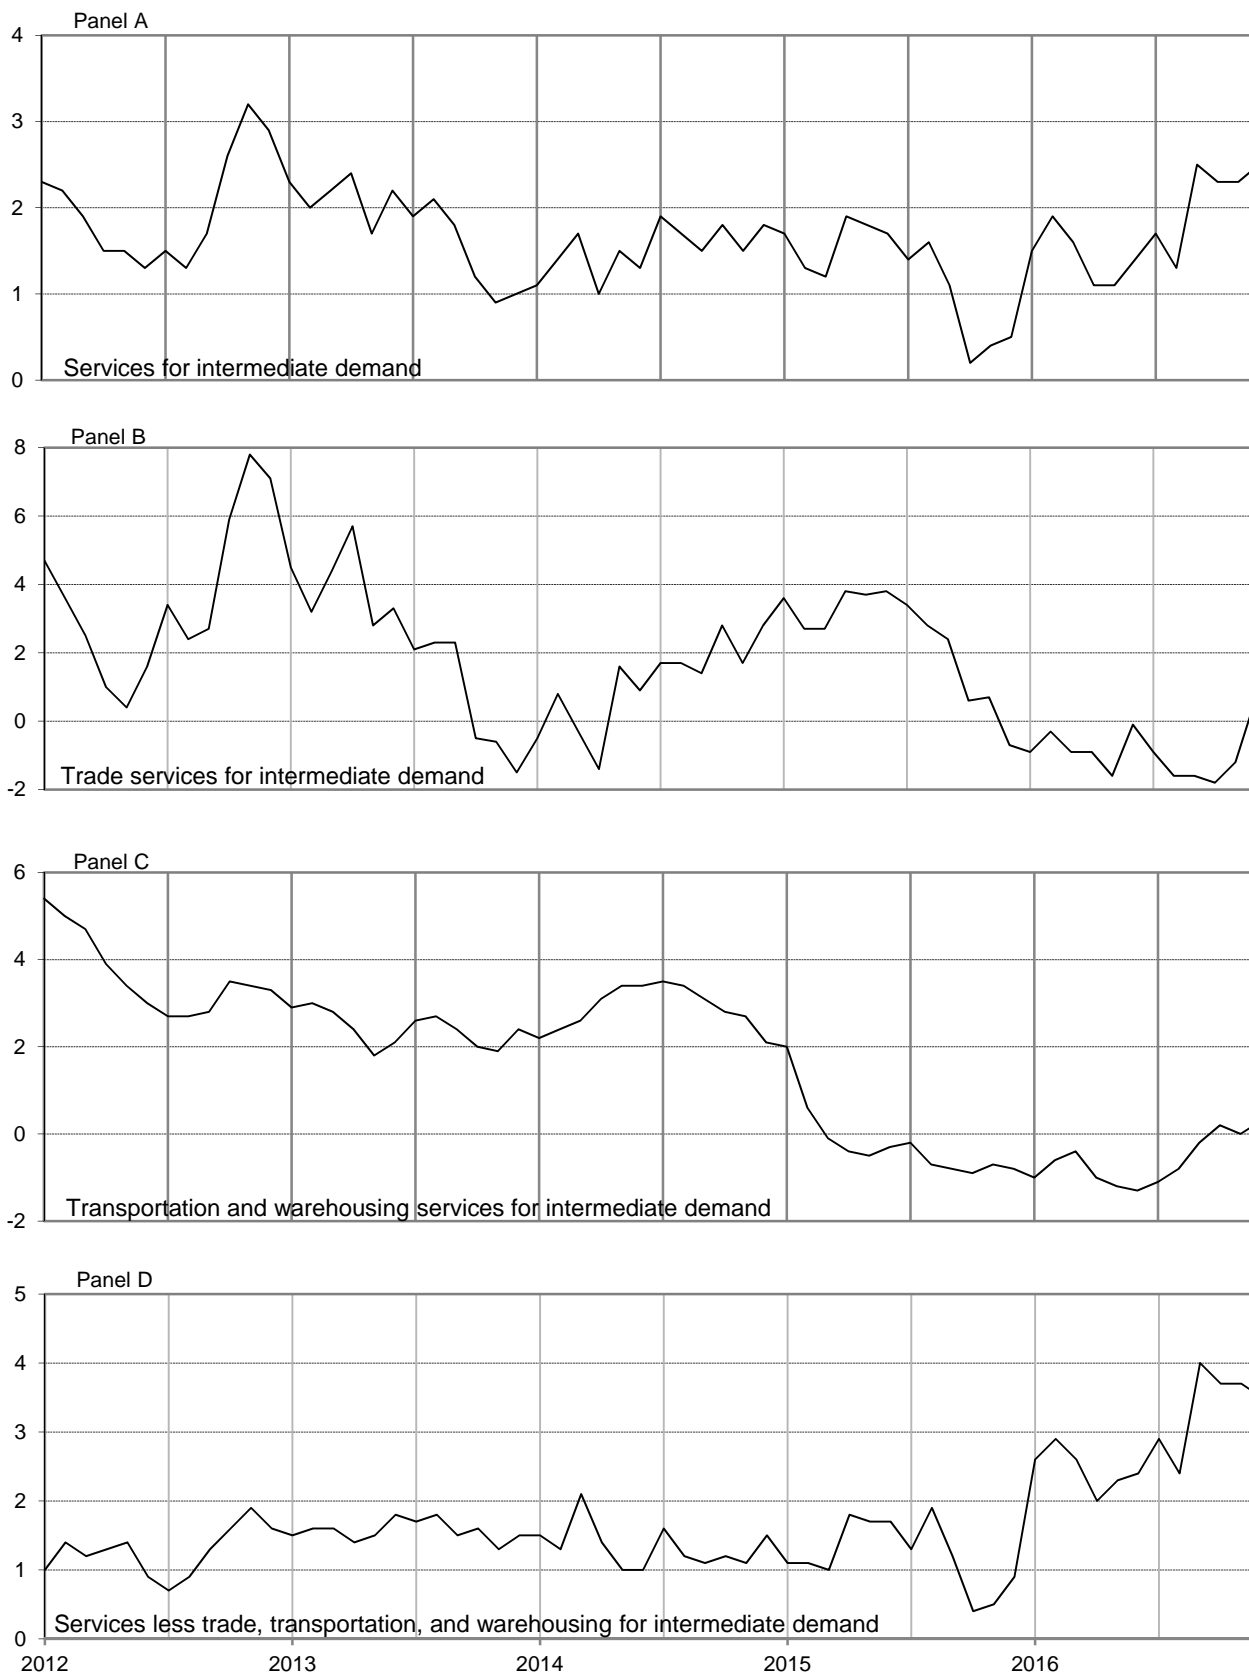 Panel A
4
3
2
1
0
Services for intermediate demand
Panel B
8
6
4
2
0
-2
Trade services for intermediate demand
Panel C
6
4
2
0
-2
Transportation and warehousing services for intermediate demand
Panel D
5
4
3
2
1
0
Services less trade, transportation, and warehousing for intermediate demand
2012 2013 2014 2015 2016